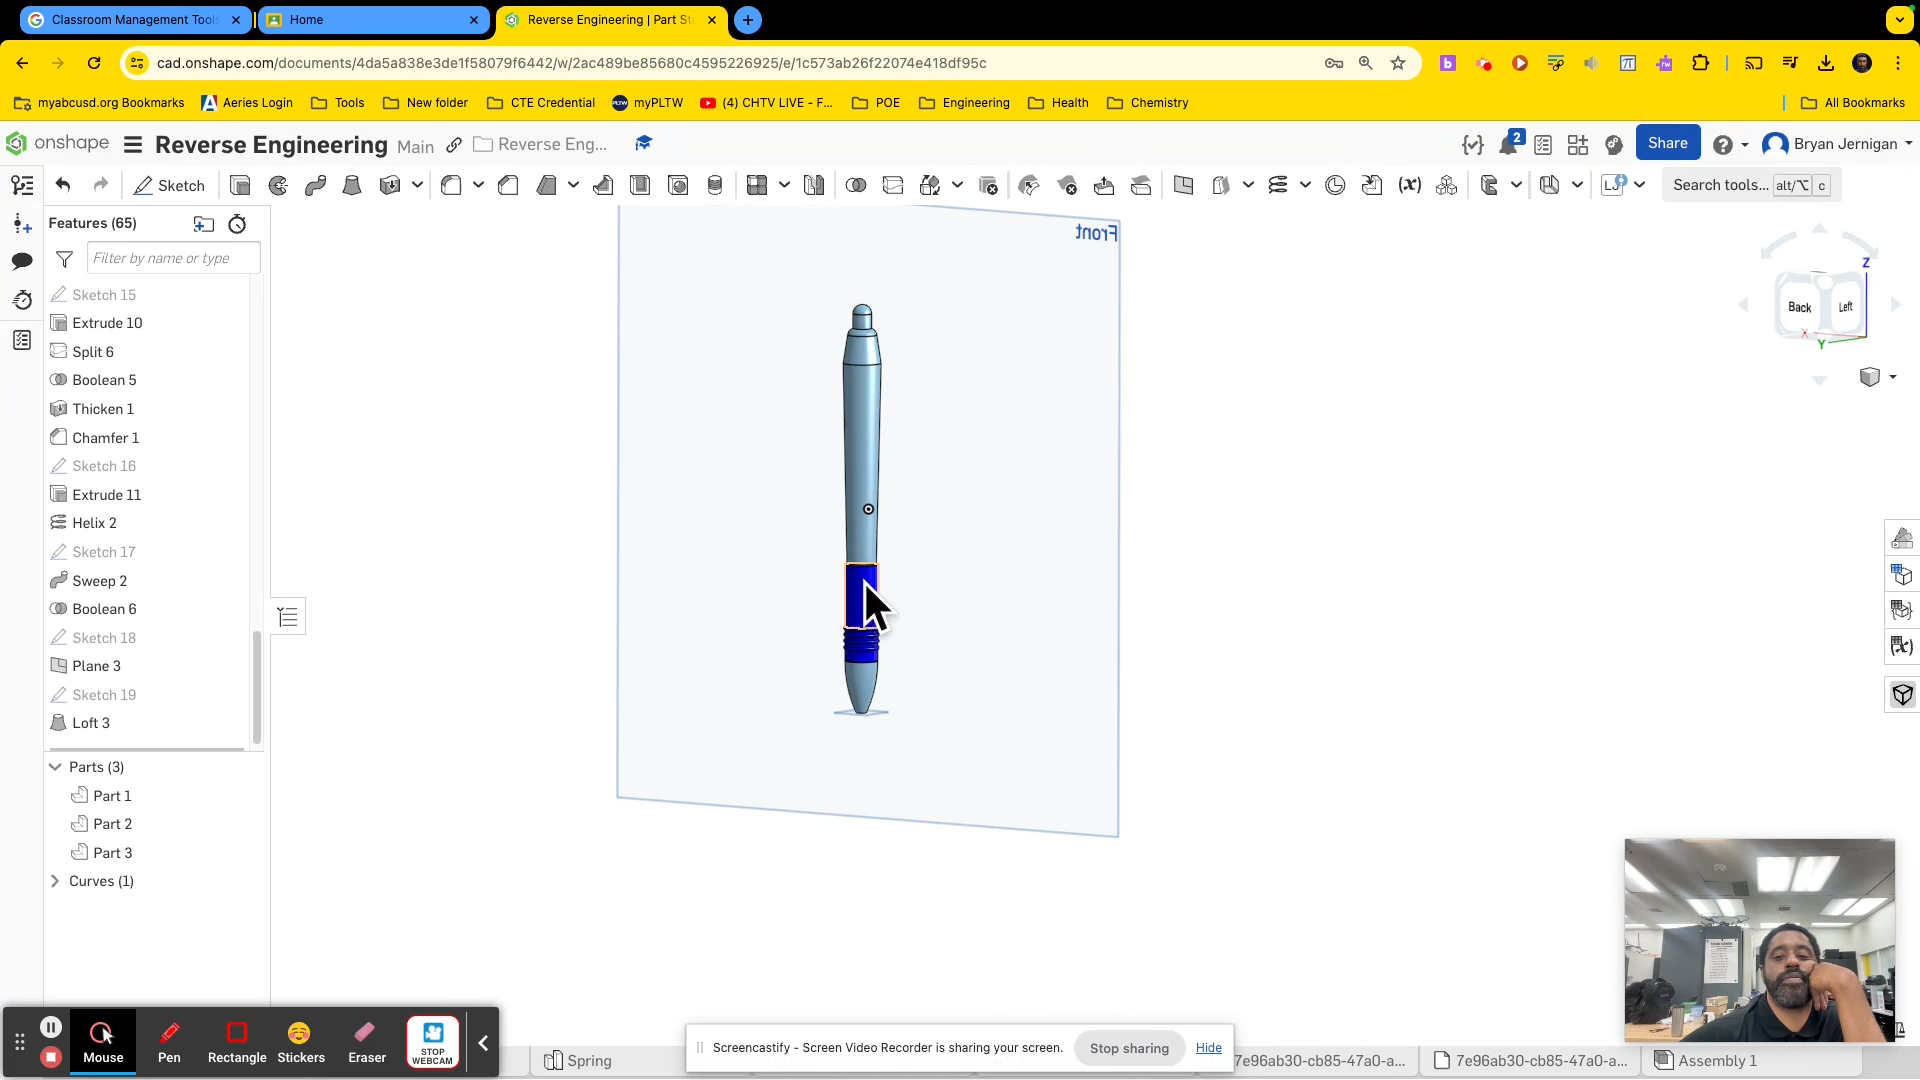 Classroom Management Tool
Home
Reverse Engineering | Part St
cad.onshape.com/documents/4da5a838e3de1f58079f6442/w/2ac489be85680c4595226925/e/1c573ab26f22074e418df95c
myabcusd.org Bookmarks
Aeries Login
Tools
New folder
CTE Credential
myPLTW
(4) CHTV LIVE - F...
POE
Engineering
Health
Chemistry
All Bookmarks
onshape
Reverse Engineering
Main
Reverse Eng...
2
Share
Bryan Jernigan
Sketch
Search tools... alt/⌥ c
Features (65)
Filter by name or type
Sketch 15
Extrude 10
Split 6
Boolean 5
Thicken 1
Chamfer 1
Sketch 16
Extrude 11
Helix 2
Sketch 17
Sweep 2
Boolean 6
Sketch 18
Plane 3
Sketch 19
Loft 3
Parts (3)
Part 1
Part 2
Part 3
Curves (1)
Front
Z
Back
Left
X
Y
Mouse
Pen
Rectangle
Stickers
Eraser
STOP
WEBCAM
Spring
Screencastify - Screen Video Recorder is sharing your screen.
Stop sharing
Hide
7e96ab30-cb85-47a0-a...
7e96ab30-cb85-47a0-a...
Assembly 1